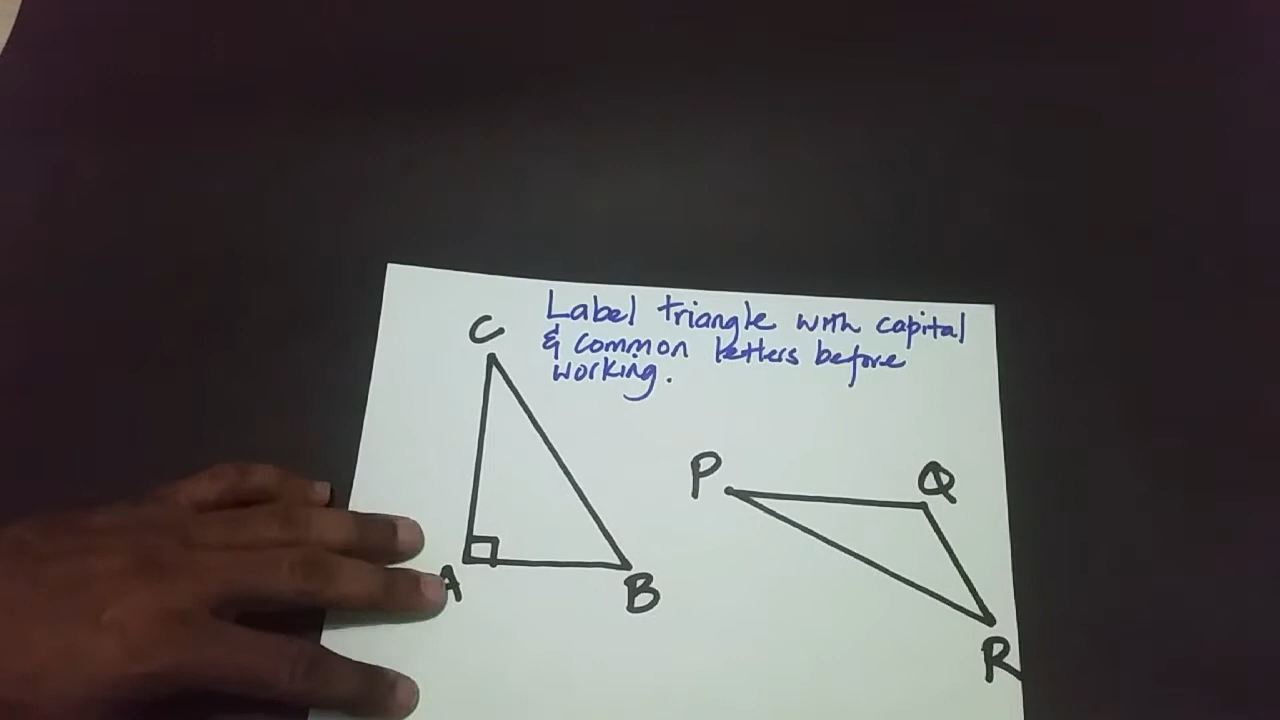 Label triangle with capital
& common letters before
working.
C
P
Q
A
B
R